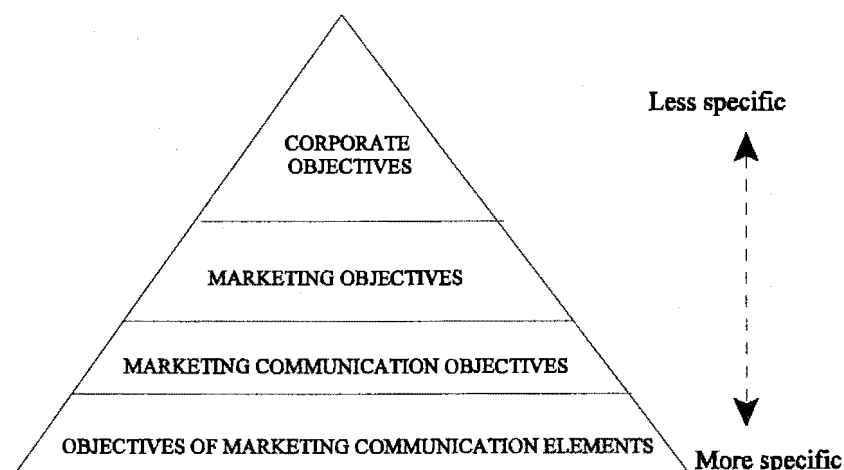 Less specific
CORPORATE
OBJECTIVES
MARKETING OBJECTIVES
MARKETING COMMUNICATION OBJECTIVES
OBJECTIVES OF MARKETING COMMUNICATION ELEMENTS
More specific